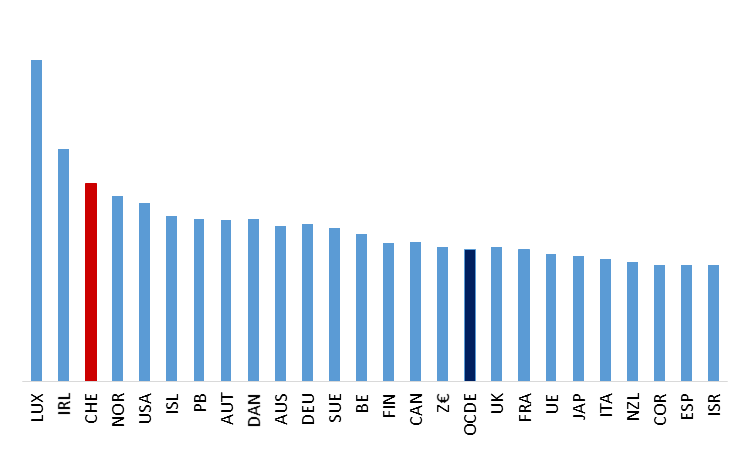 LUX
IRL
CHE
NOR
USA
ISL
PB
AUT
DAN
AUS
DEU
SUE
BE
FIN
CAN
Z€
OCDE
UK
FRA
UE
JAP
ITA
NZL
COR
ESP
ISR